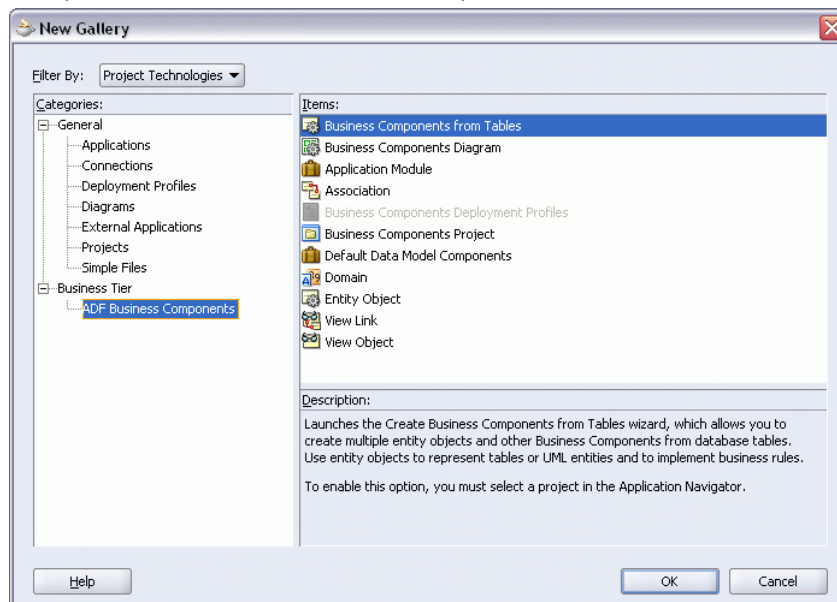 New Gallery
Filter By: Project Technologies
Categories:
General
Applications
Connections
Deployment Profiles
Diagrams
External Applications
Projects
Simple Files
Business Tier
ADF Business Components
Items:
Business Components from Tables
Business Components Diagram
Application Module
Association
Business Components Deployment Profiles
Business Components Project
Default Data Model Components
Domain
Entity Object
View Link
View Object
Description:
Launches the Create Business Components from Tables wizard, which allows you to
create multiple entity objects and other Business Components from database tables.
Use entity objects to represent tables or UML entities and to implement business rules.
To enable this option, you must select a project in the Application Navigator.
Help
OK
Cancel